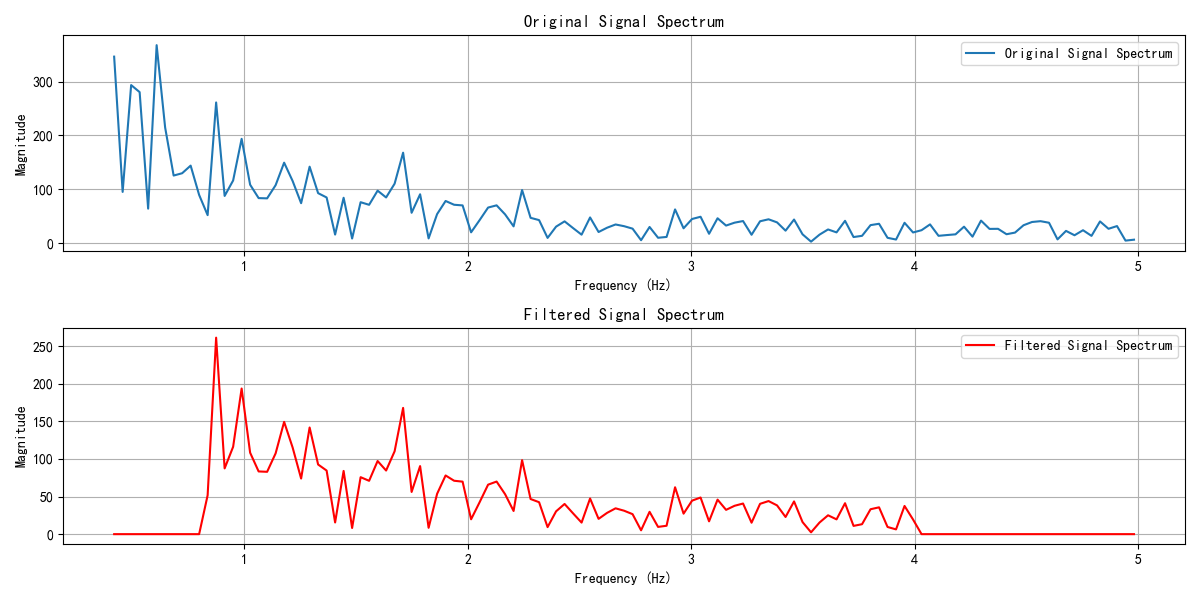 Original Signal Spectrum
Original Signal Spectrum
Magnitude
300
200
100
0
1
2
3
4
5
Frequency (Hz)
Filtered Signal Spectrum
Filtered Signal Spectrum
Magnitude
250
200
150
100
50
0
1
2
3
4
5
Frequency (Hz)